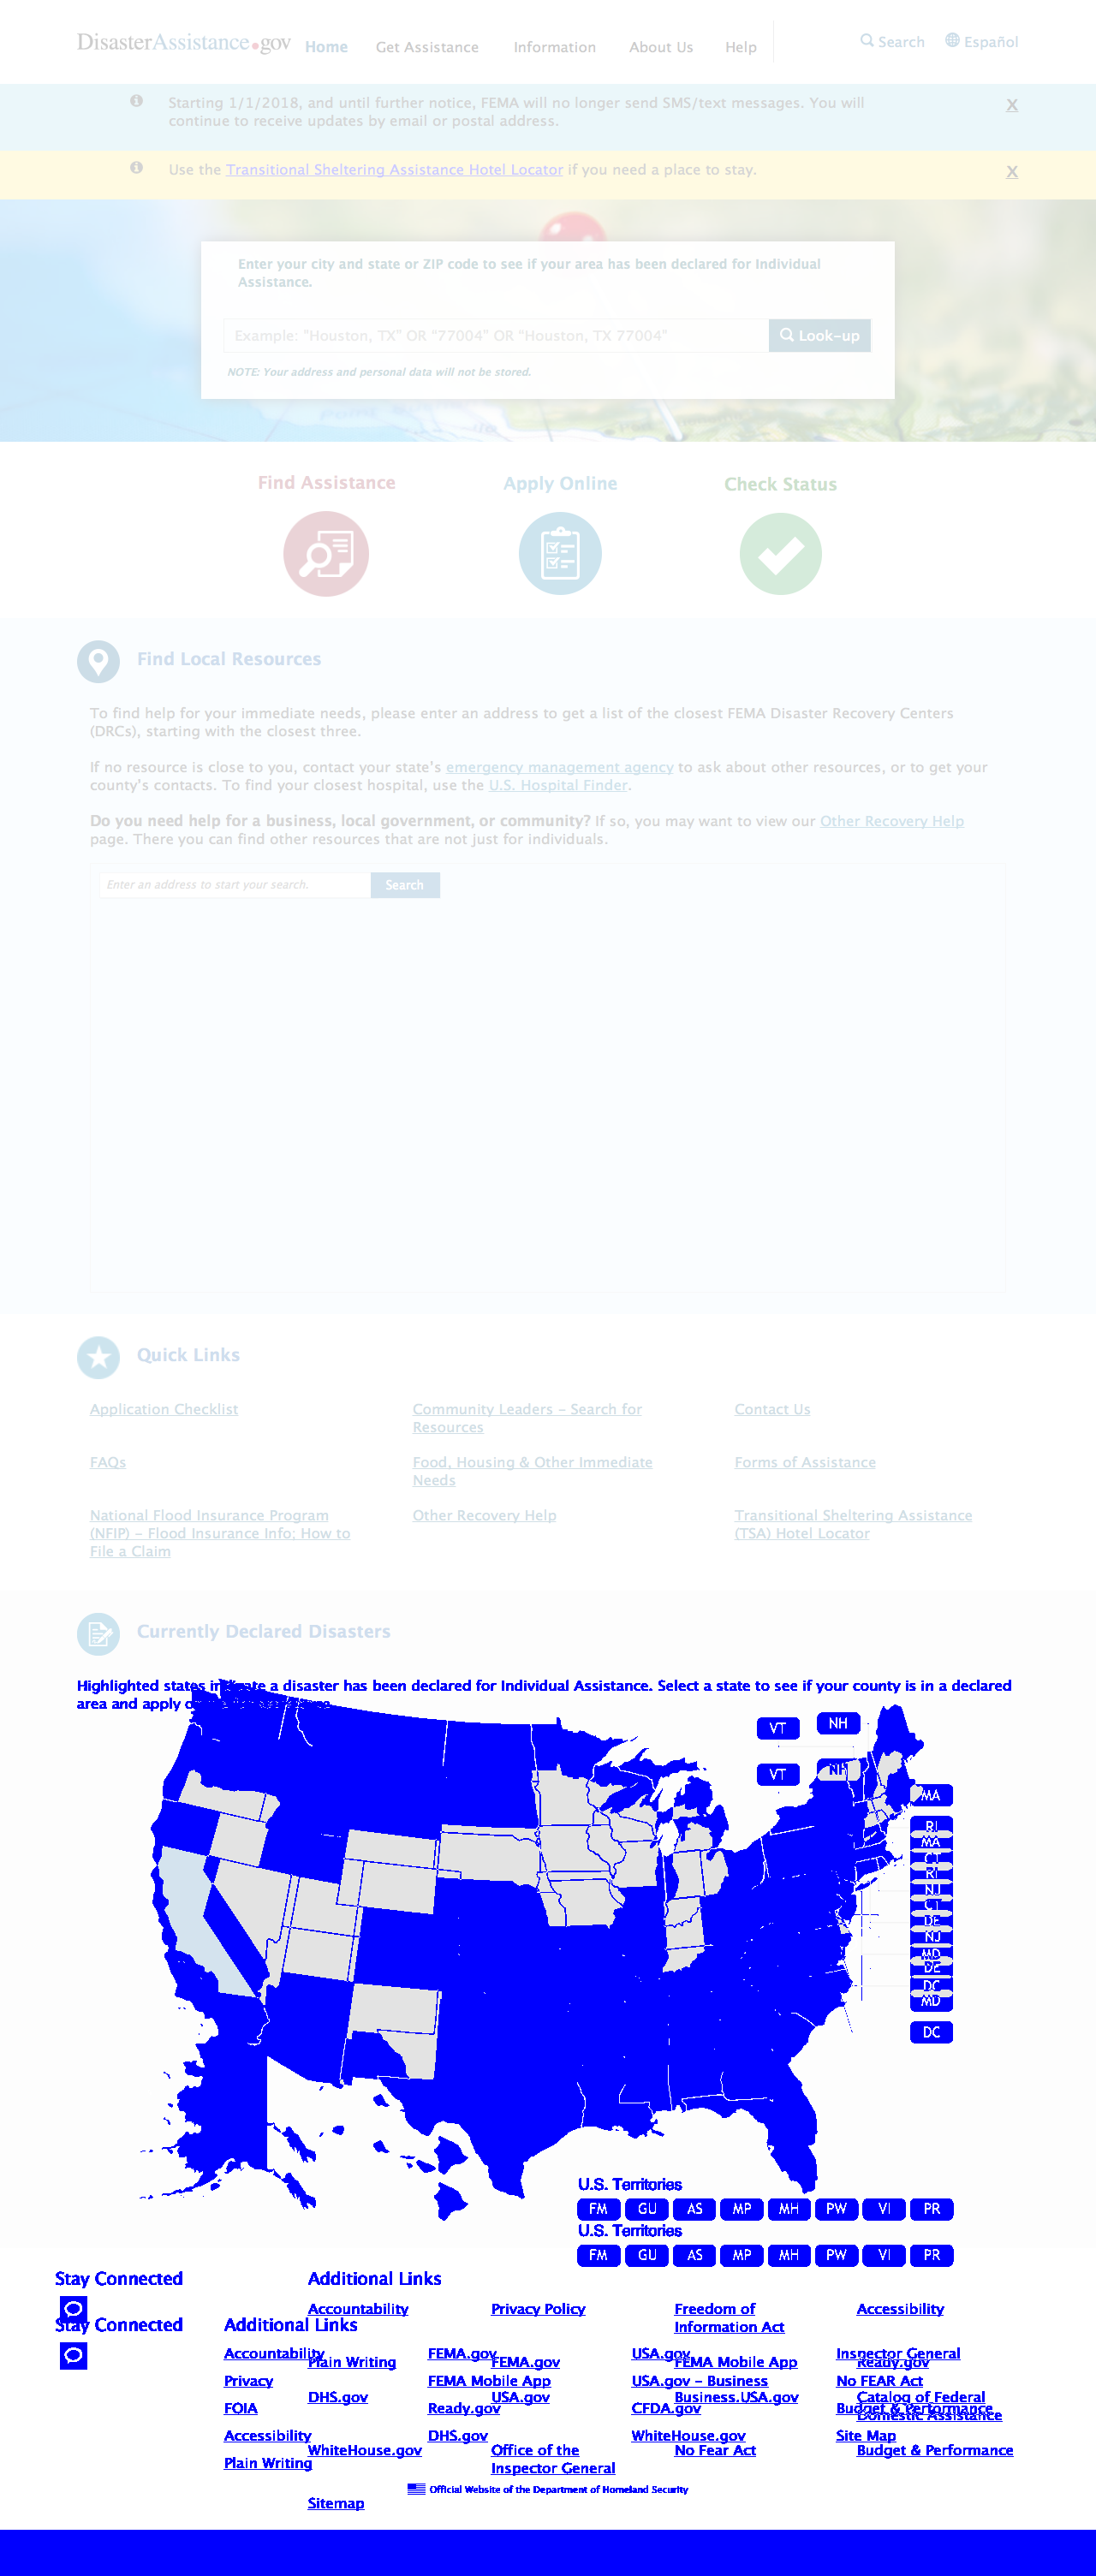 DisasterAssistance.gov Home Get Assistance Information About Us Help Search Español
Starting 1/1/2018, and until further notice, FEMA will no longer send SMS/text messages. You will
continue to receive updates by email or postal address.
X
Use the Transitional Sheltering Assistance Hotel Locator if you need a place to stay.
X
Enter your city and state or ZIP code to see if your area has been declared for Individual
Assistance.
Example: "Houston, TX" OR "77004" OR "Houston, TX 77004"
Look-up
NOTE: Your address and personal data will not be stored.
Find Assistance
Apply Online
Check Status
Find Local Resources
To find help for your immediate needs, please enter an address to get a list of the closest FEMA Disaster Recovery Centers
(DRCs), starting with the closest three.
If no resource is close to you, contact your state's emergency management agency to ask about other resources, or to get your
county's contacts. To find your closest hospital, use the U.S. Hospital Finder.
Do you need help for a business, local government, or community? If so, you may want to view our Other Recovery Help
page. There you can find other resources that are not just for individuals.
Enter an address to start your search.
Search
Quick Links
Application Checklist
Community Leaders - Search for
Resources
Contact Us
FAQs
Food, Housing & Other Immediate
Needs
Forms of Assistance
National Flood Insurance Program
(NFIP) - Flood Insurance Info; How to
File a Claim
Other Recovery Help
Transitional Sheltering Assistance
(TSA) Hotel Locator
Currently Declared Disasters
Highlighted states indicate a disaster has been declared for Individual Assistance. Select a state to see if your county is in a declared
area and apply
VT
NH
VT
NH
MA
RI
MA
CT
RI
NJ
CT
DE
NJ
MD
DE
DC
MD
DC
U.S. Territories
FM GU AS MP MH PW VI PR
U.S. Territories
FM GU AS MP MH PW VI PR
Stay Connected
Additional Links
Accountability
Privacy Policy
Freedom of
Information Act
Accessibility
Stay Connected
Additional Links
Accountability
FEMA.gov
USA.gov
Inspector General
Plain Writing
FEMA.gov
FEMA Mobile App
Ready.gov
Privacy
FEMA Mobile App
USA.gov - Business
No FEAR Act
DHS.gov
USA.gov
Business.USA.gov
Catalog of Federal
Domestic Assistance
FOIA
Ready.gov
CFDA.gov
Budget & Performance
Accessibility
DHS.gov
WhiteHouse.gov
Site Map
WhiteHouse.gov
Office of the
Inspector General
No Fear Act
Budget & Performance
Plain Writing
Official Website of the Department of Homeland Security
Sitemap